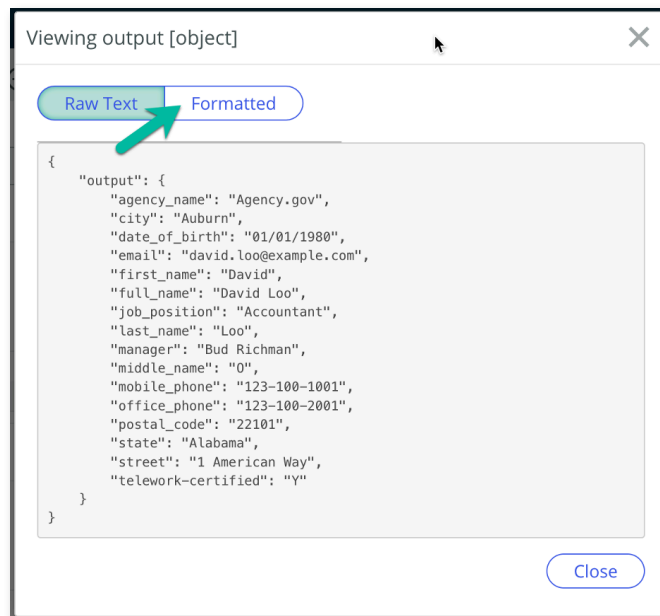 Viewing output [object]
Raw Text Formatted
{
    "output": {
        "agency_name": "Agency.gov",
        "city": "Auburn",
        "date_of_birth": "01/01/1980",
        "email": "david.loo@example.com",
        "first_name": "David",
        "full_name": "David Loo",
        "job_position": "Accountant",
        "last_name": "Loo",
        "manager": "Bud Richman",
        "middle_name": "O",
        "mobile_phone": "123-100-1001",
        "office_phone": "123-100-2001",
        "postal_code": "22101",
        "state": "Alabama",
        "street": "1 American Way",
        "telework-certified": "Y"
    }
}
Close